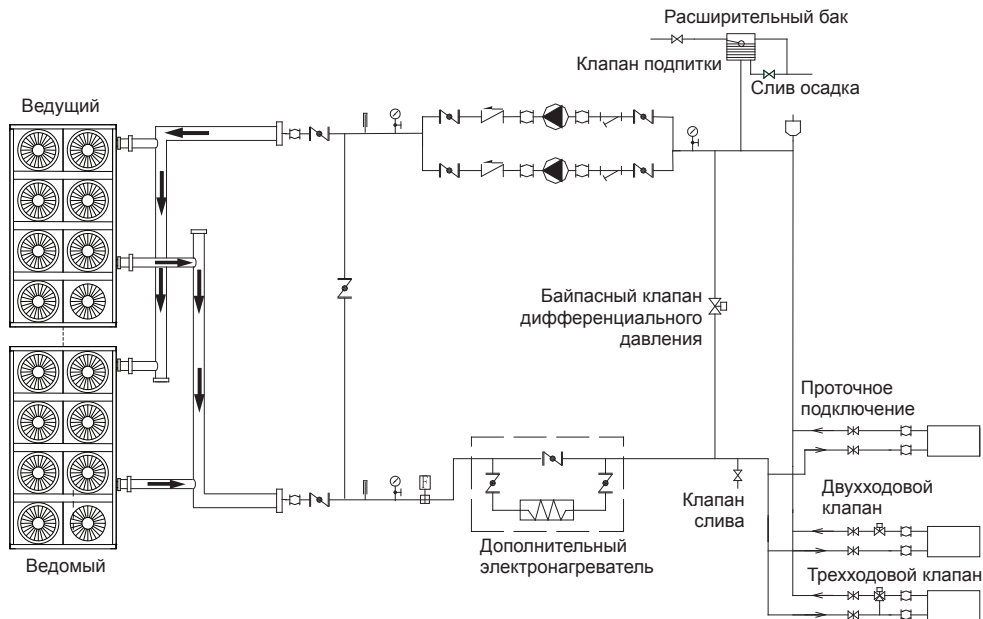 Расширительный бак
Клапан подпитки
Слив осадка
Ведущий
Байпасный клапан
дифференциального
давления
Проточное
подключение
F
Клапан
слива
Двухходовой
клапан
Дополнительный
электронагреватель
Ведомый
Трехходовой клапан